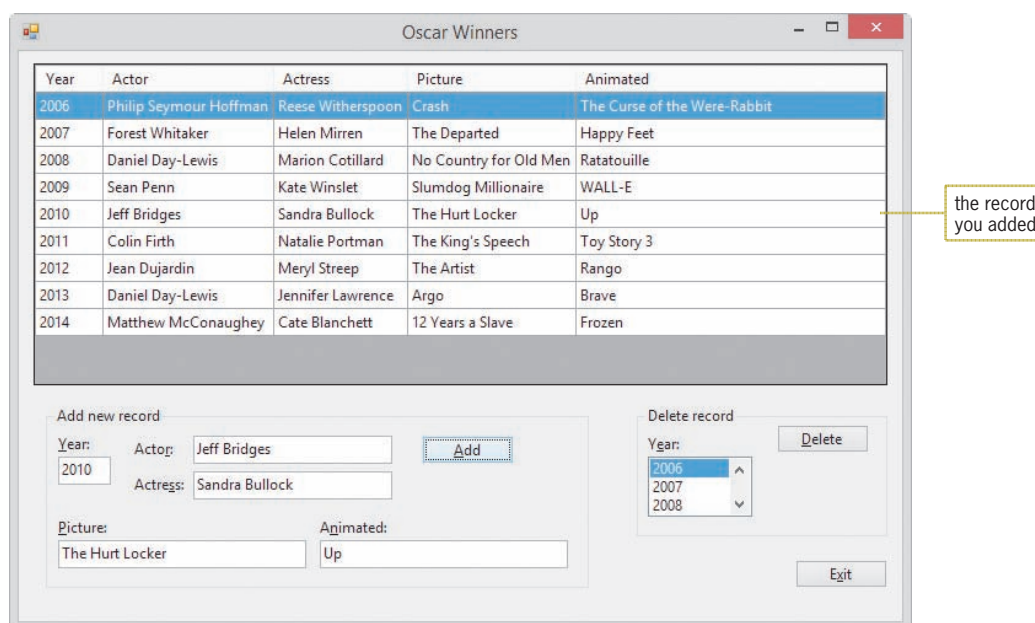 Oscar Winners
Year Actor Actress Picture Animated
2006 Philip Seymour Hoffman Reese Witherspoon Crash The Curse of the Were-Rabbit
2007 Forest Whitaker Helen Mirren The Departed Happy Feet
2008 Daniel Day-Lewis Marion Cotillard No Country for Old Men Ratatouille
2009 Sean Penn Kate Winslet Slumdog Millionaire WALL-E
2010 Jeff Bridges Sandra Bullock The Hurt Locker Up
2011 Colin Firth Natalie Portman The King's Speech Toy Story 3
2012 Jean Dujardin Meryl Streep The Artist Rango
2013 Daniel Day-Lewis Jennifer Lawrence Argo Brave
2014 Matthew McConaughey Cate Blanchett 12 Years a Slave Frozen
the record
you added
Add new record
Year:
2010
Actor: Jeff Bridges
Add
Actress: Sandra Bullock
Picture:
The Hurt Locker
Animated:
Up
Delete record
Year:
2006
2007
2008
Delete
Exit